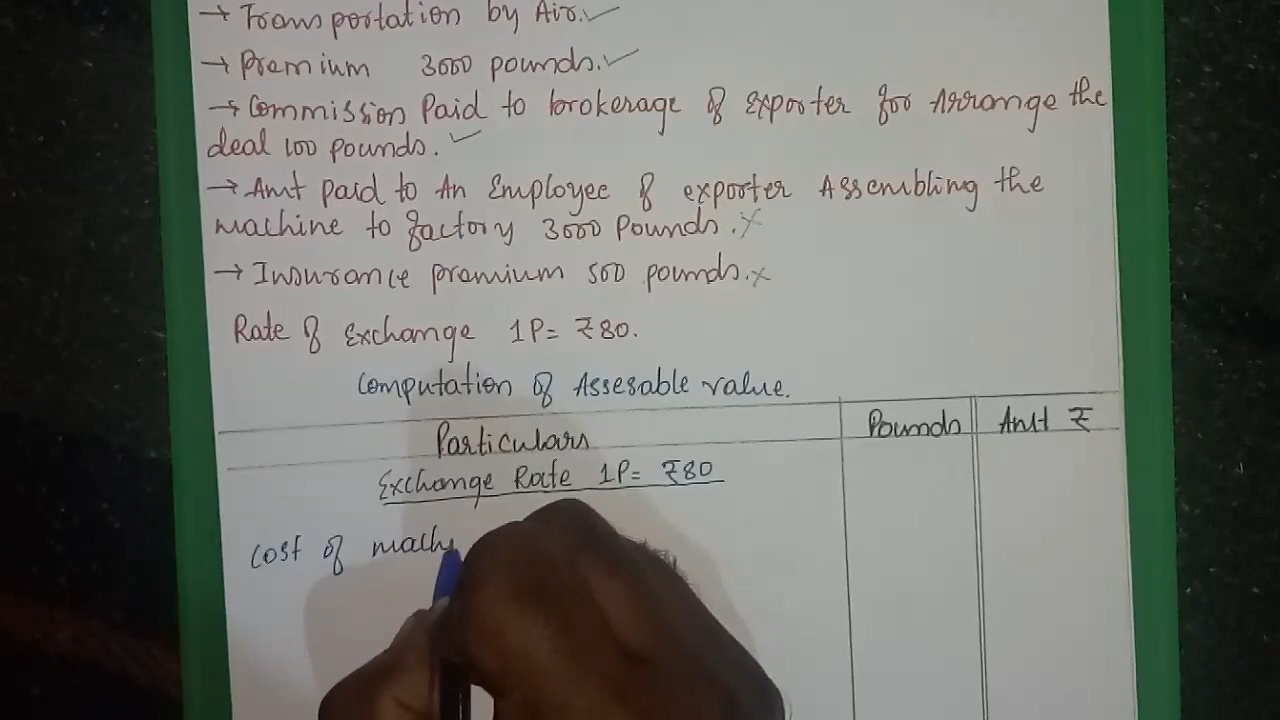 → Transportation by Air. ✓
→ Premium 3000 pounds. ✓
→ Commission Paid to brokerage of Exporter for Arrange the
deal 100 pounds. ✓
→ Amt paid to An Employee of exporter Assembling the
machine to factory 3000 Pounds. ×
→ Insurance premium 500 pounds. ×
Rate of Exchange 1P= ₹80.
Computation of Assesable value.
Particulars Pounds Amt ₹
Exchange Rate 1P= ₹80
Cost of mach